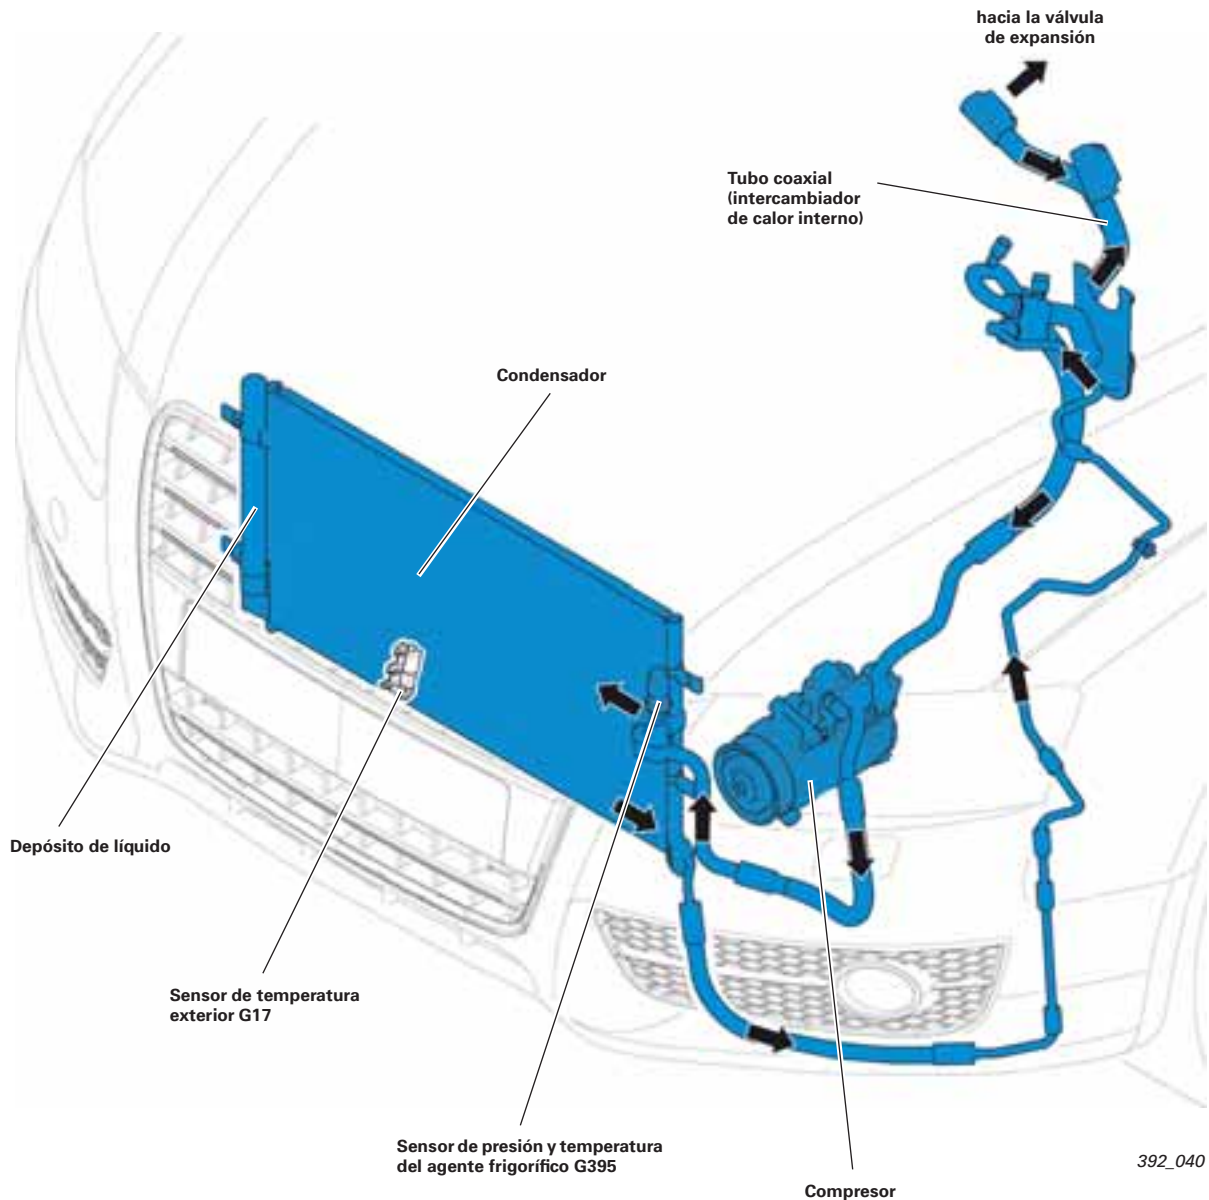 hacia la válvula
de expansión
Tubo coaxial
(intercambiador
de calor interno)
Condensador
Depósito de líquido
Sensor de temperatura
exterior G17
Sensor de presión y temperatura
del agente frigorífico G395
392_040
Compresor